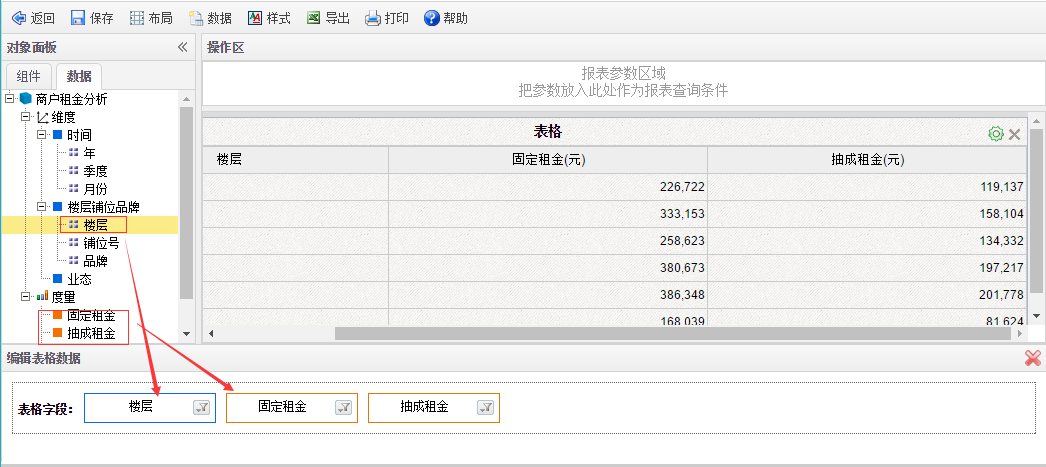 返回 保存 布局 数据 样式 导出 打印 帮助
对象面板
操作区
组件 数据
商户租金分析
维度
时间
年
季度
月份
楼层铺位品牌
楼层
铺位号
品牌
业态
度量
固定租金
抽成租金
报表参数区域
把参数放入此处作为报表查询条件
表格
楼层 固定租金(元) 抽成租金(元)
226,722 119,137
333,153 158,104
258,623 134,332
380,673 197,217
386,348 201,778
168,039 81,624
编辑表格数据
表格字段： 楼层 固定租金 抽成租金